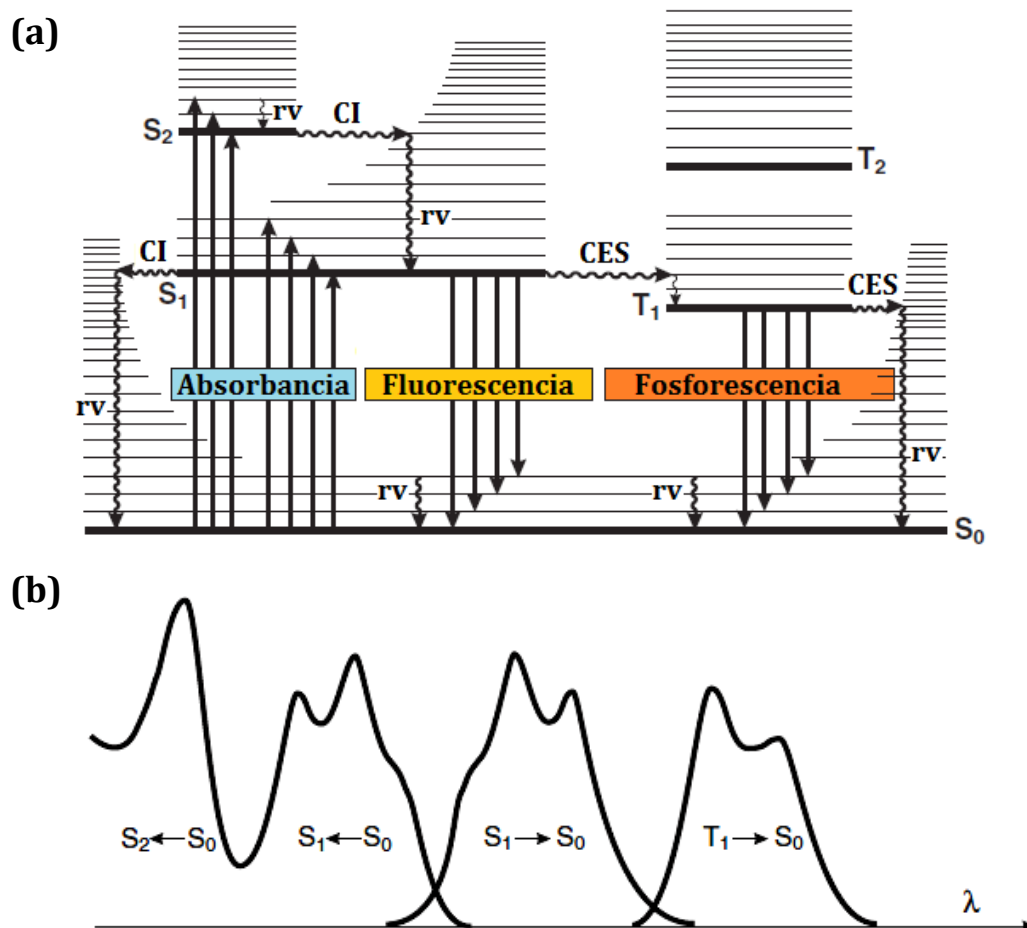 (a)
S2
rv
CI
T2
rv
CI
S1
CES
T1
CES
Absorbancia
Fluorescencia
Fosforescencia
rv
rv
rv
rv
S0
(b)
S2←S0
S1←S0
S1→S0
T1→S0
λ